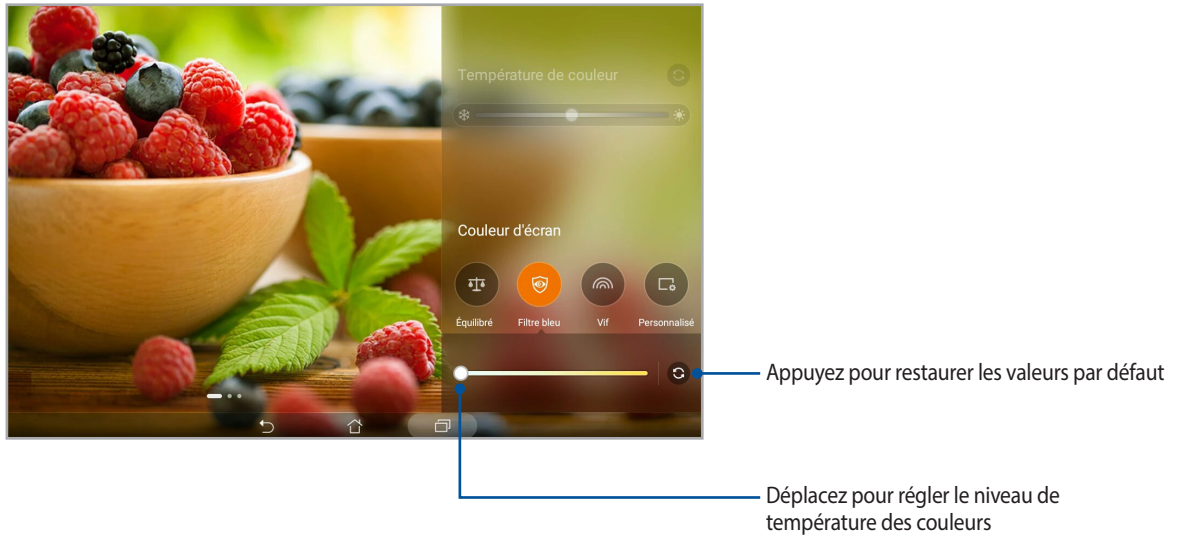 Température de couleur
Couleur d'écran
Équilibré Filtre bleu Vif Personnalisé
Appuyez pour restaurer les valeurs par défaut
Déplacez pour régler le niveau de
température des couleurs